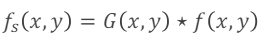 f_s(x, y) = G(x, y) ⋆ f(x, y)